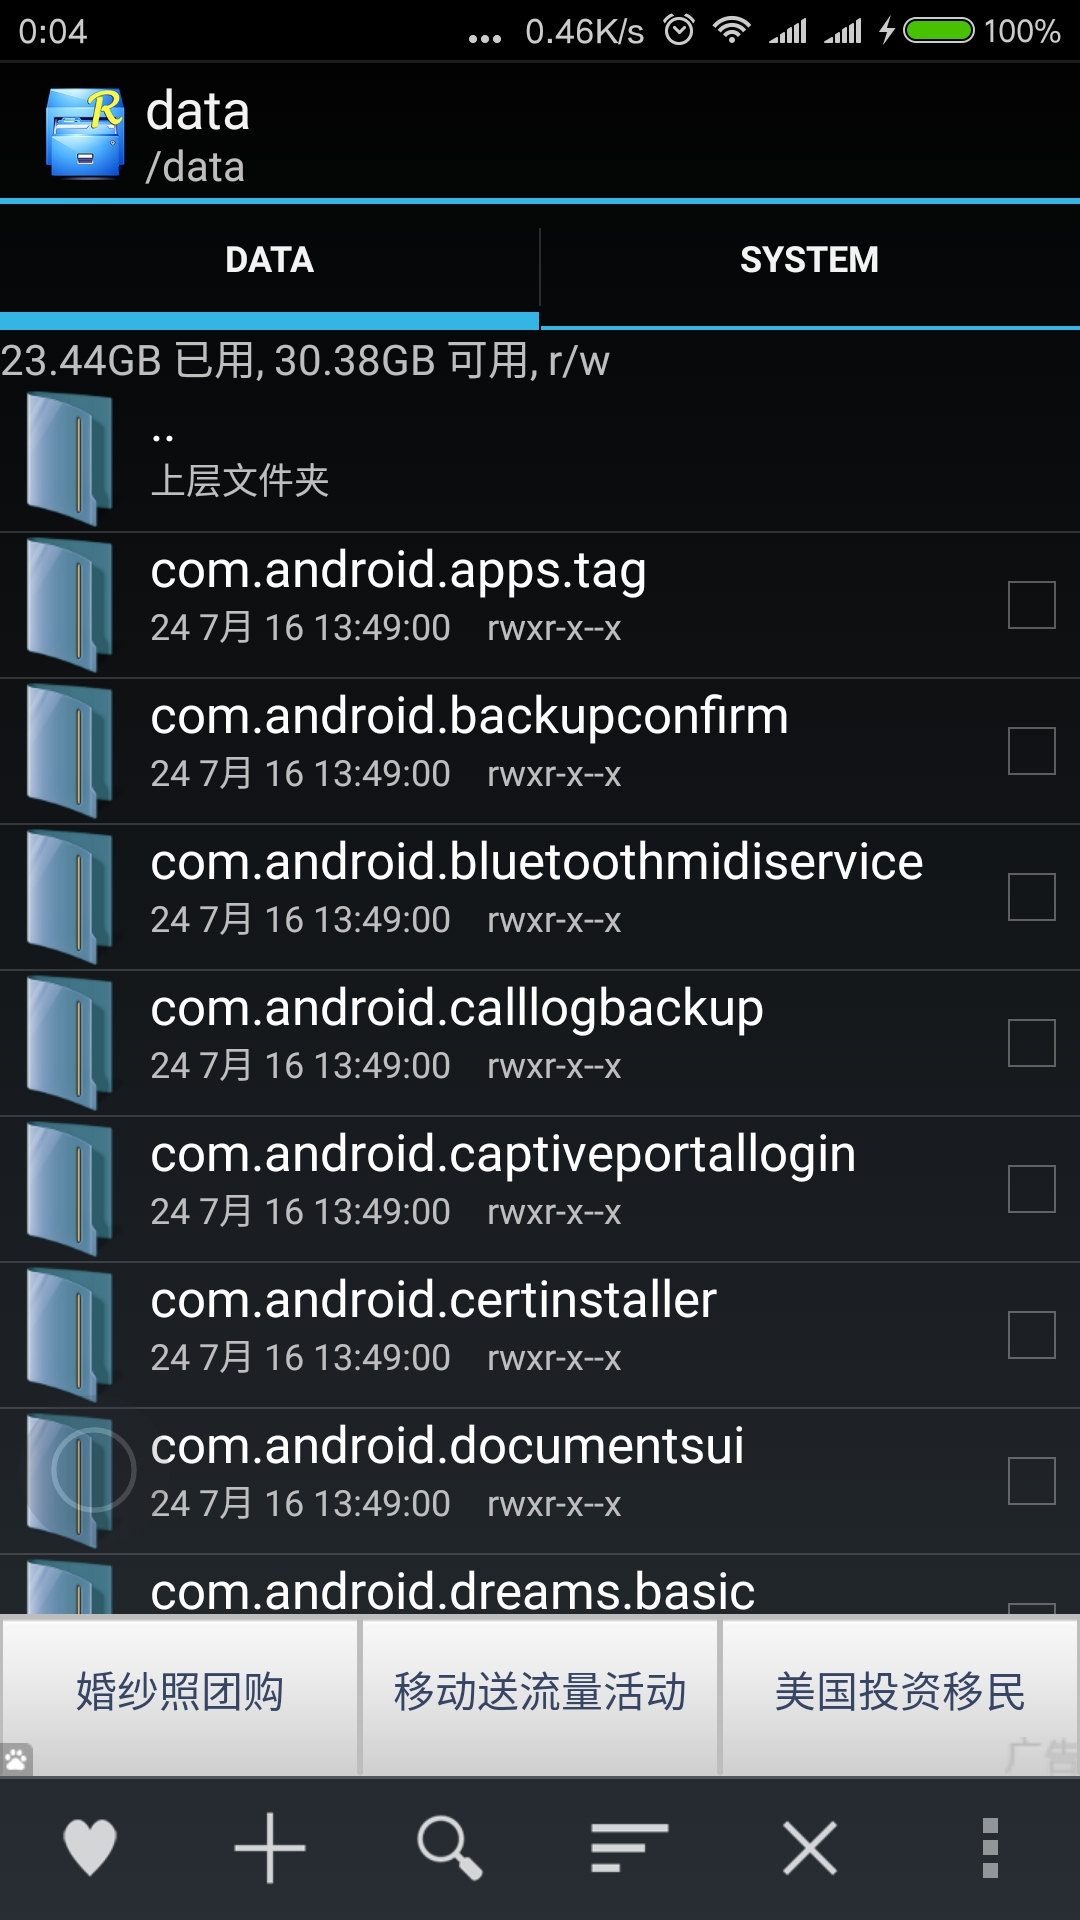 0:04 ... 0.46K/s 100%
R
data
/data
DATA SYSTEM
23.44GB 已用, 30.38GB 可用, r/w
..
上层文件夹
com.android.apps.tag
24 7月 16 13:49:00 rwxr-x--x
com.android.backupconfirm
24 7月 16 13:49:00 rwxr-x--x
com.android.bluetoothmidiservice
24 7月 16 13:49:00 rwxr-x--x
com.android.calllogbackup
24 7月 16 13:49:00 rwxr-x--x
com.android.captiveportallogin
24 7月 16 13:49:00 rwxr-x--x
com.android.certinstaller
24 7月 16 13:49:00 rwxr-x--x
com.android.documentsui
24 7月 16 13:49:00 rwxr-x--x
com.android.dreams.basic
婚纱照团购 移动送流量活动 美国投资移民
广告